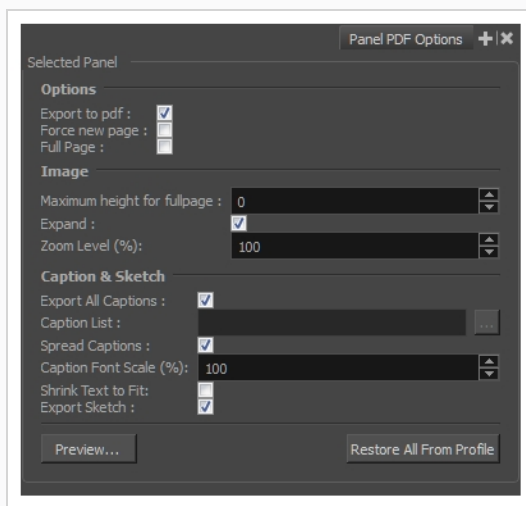 Panel PDF Options
Selected Panel
Options
Export to pdf :
Force new page :
Full Page :
Image
Maximum height for fullpage : 0
Expand :
Zoom Level (%): 100
Caption & Sketch
Export All Captions :
Caption List : ...
Spread Captions :
Caption Font Scale (%): 100
Shrink Text to Fit:
Export Sketch :
Preview... Restore All From Profile